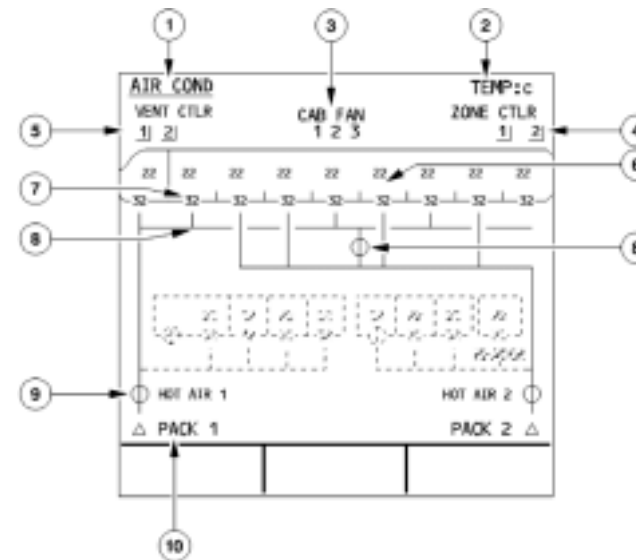 1 3 2
AIR COND TEMP:c
VENT CTLR CAB FAN ZONE CTLR
5 1 2 1 2 3 1 2 4
22 22 22 22 22 22 22 22 6
7
32 32 32 32 32 32 32 32 32
8
9 HOT AIR 1 HOT AIR 2
PACK 1 PACK 2
10